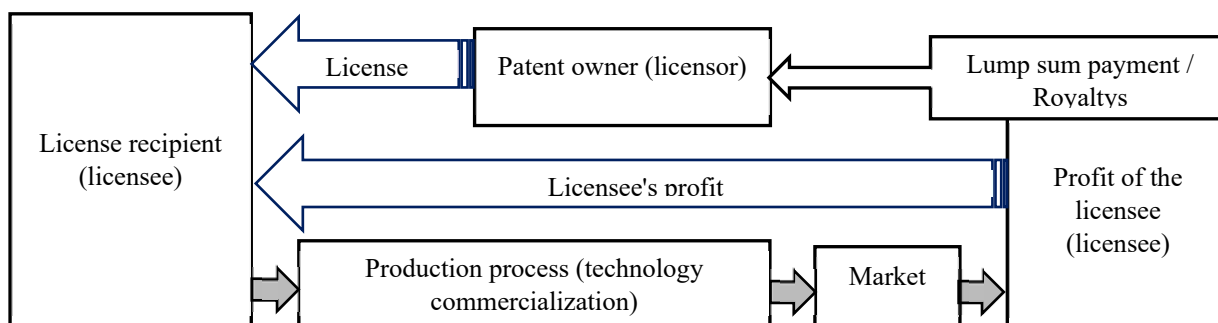 License
Patent owner (licensor)
Lump sum payment /
Royaltys
License recipient
(licensee)
Licensee's profit
Profit of the
licensee
(licensee)
Production process (technology
commercialization)
Market